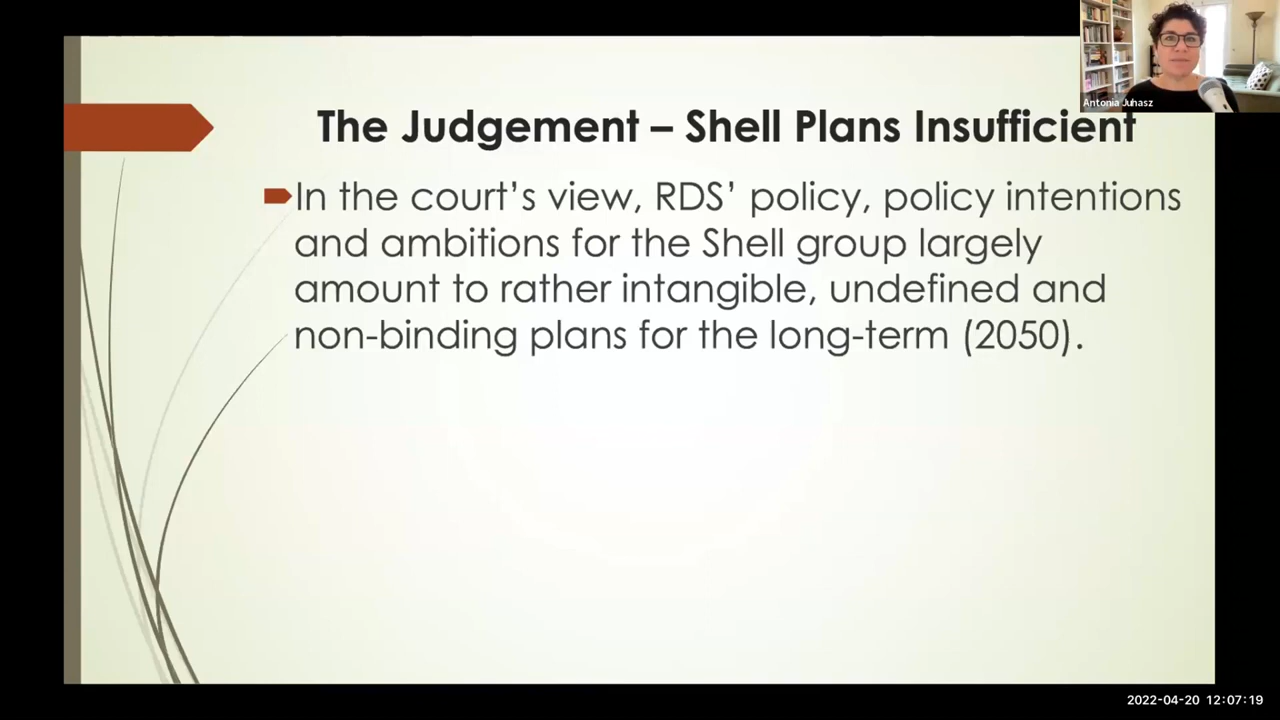 Antonia Juhasz
The Judgement – Shell Plans Insufficient
In the court’s view, RDS’ policy, policy intentions
and ambitions for the Shell group largely
amount to rather intangible, undefined and
non-binding plans for the long-term (2050).
2022-04-20 12:07:19